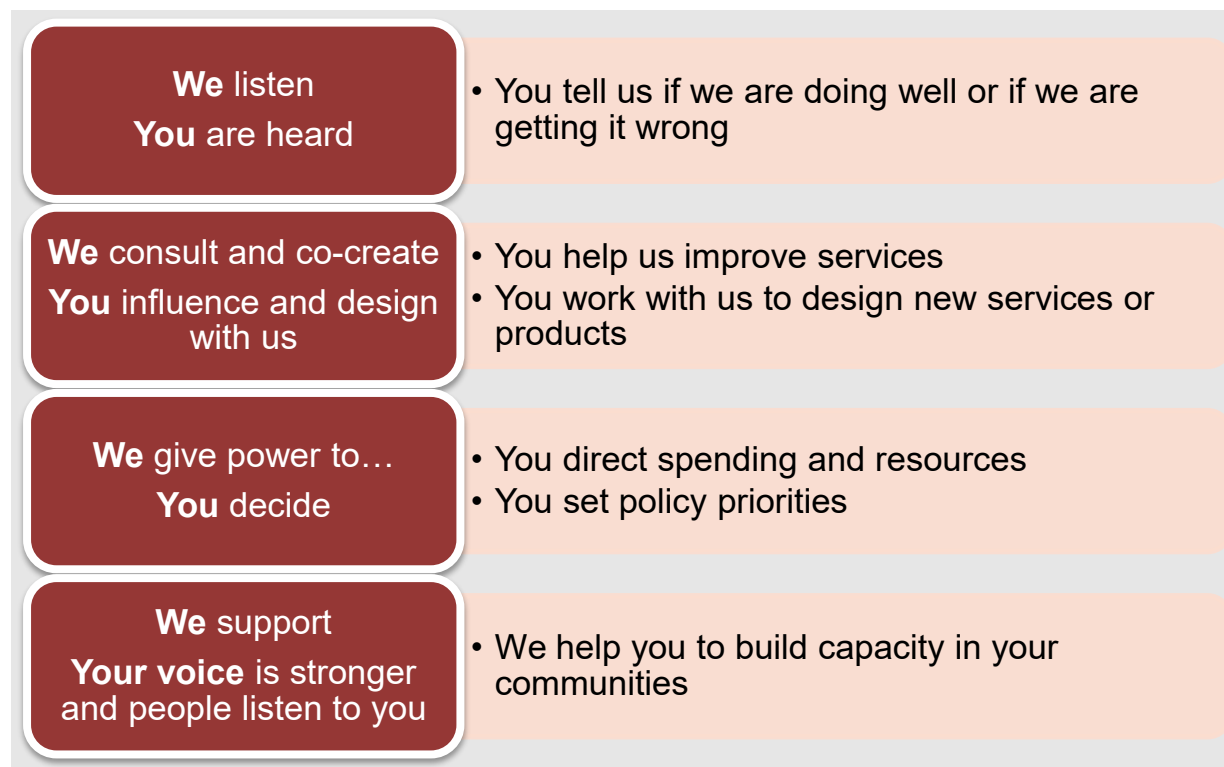 We listen
You are heard
• You tell us if we are doing well or if we are
getting it wrong
We consult and co-create
You influence and design
with us
• You help us improve services
• You work with us to design new services or
products
We give power to…
You decide
• You direct spending and resources
• You set policy priorities
We support
Your voice is stronger
and people listen to you
• We help you to build capacity in your
communities